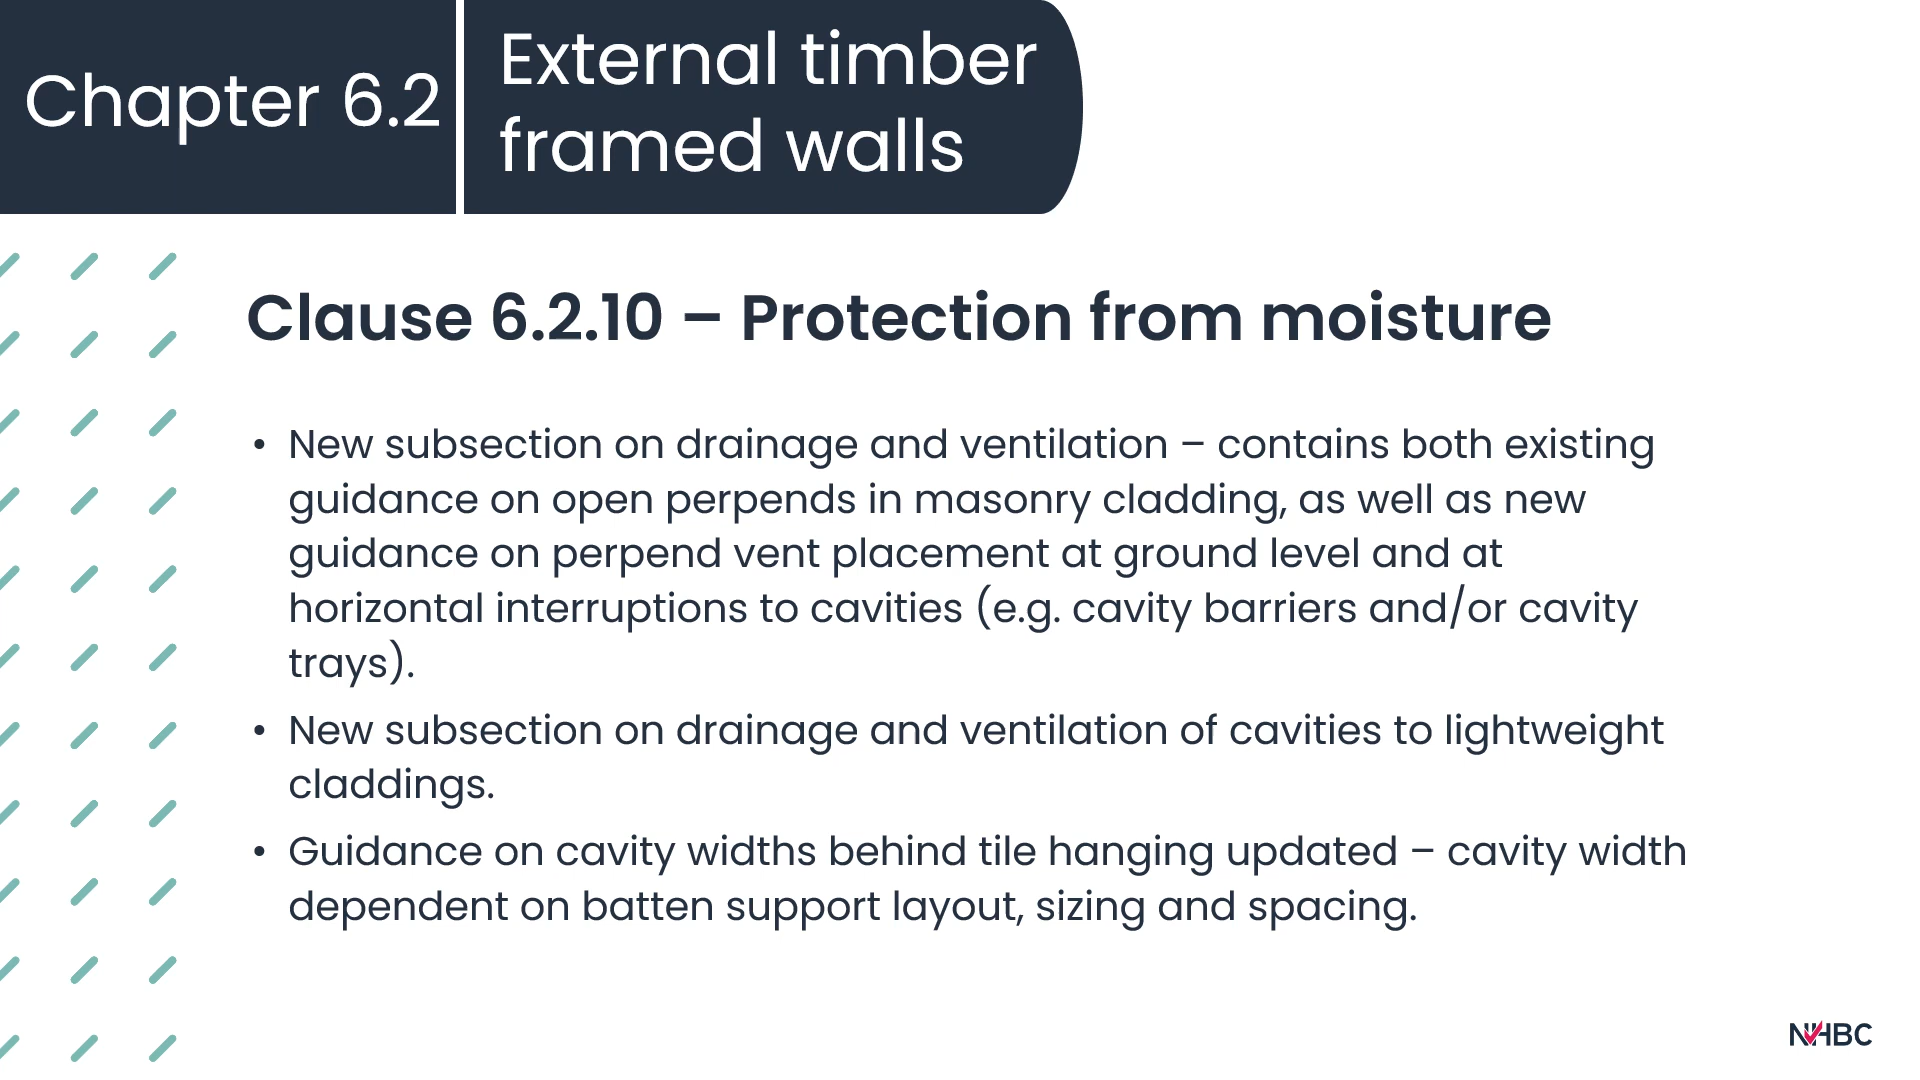 Chapter 6.2
External timber
framed walls
Clause 6.2.10 – Protection from moisture
• New subsection on drainage and ventilation – contains both existing
guidance on open perpends in masonry cladding, as well as new
guidance on perpend vent placement at ground level and at
horizontal interruptions to cavities (e.g. cavity barriers and/or cavity
trays).
• New subsection on drainage and ventilation of cavities to lightweight
claddings.
• Guidance on cavity widths behind tile hanging updated – cavity width
dependent on batten support layout, sizing and spacing.
NHBC